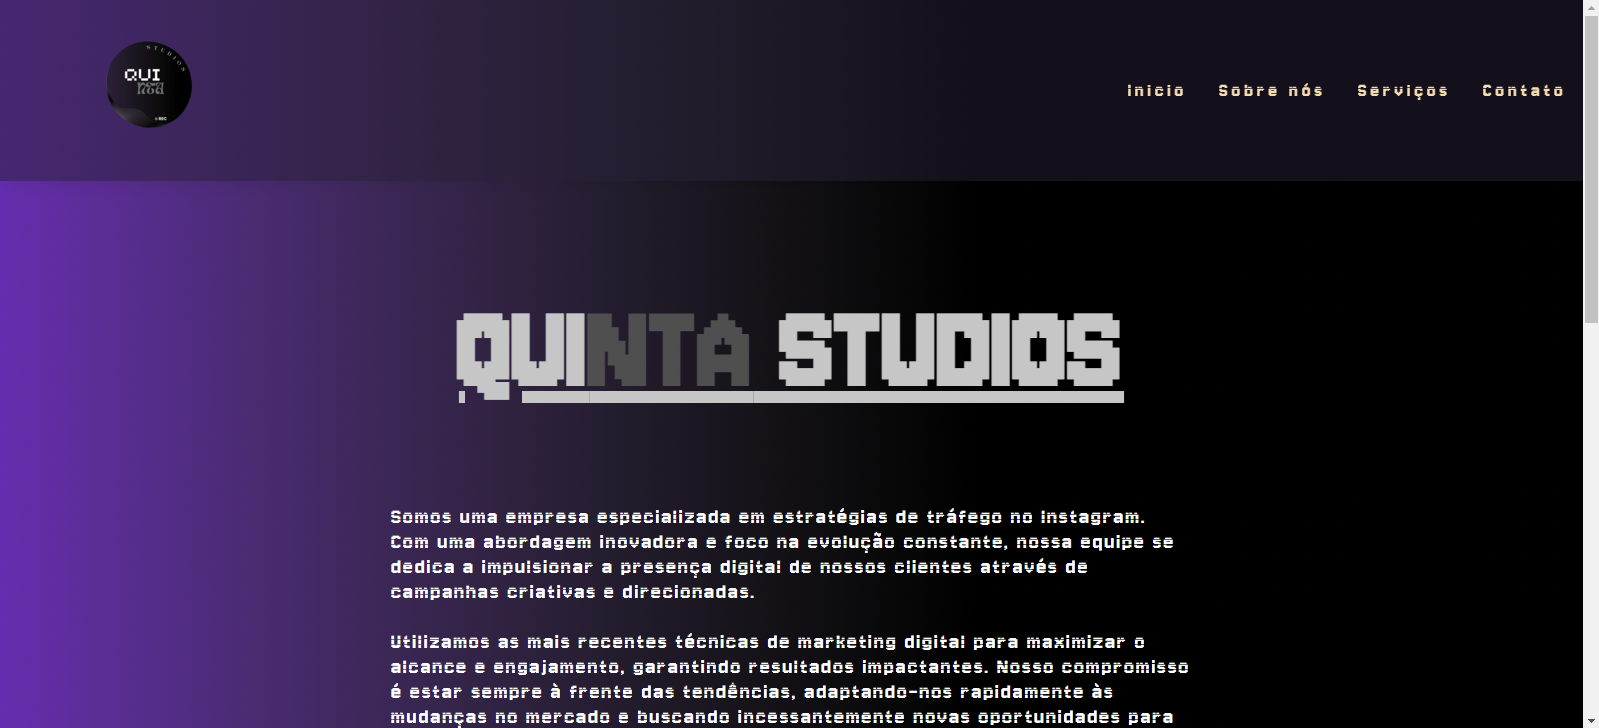 STUDIOS
QUI
nod
REC
Inicio Sobre nós Serviços Contato
QUINTA STUDIOS
Somos uma empresa especializada em estratégias de tráfego no Instagram.
Com uma abordagem inovadora e foco na evolução constante, nossa equipe se
dedica a impulsionar a presença digital de nossos clientes através de
campanhas criativas e direcionadas.
Utilizamos as mais recentes técnicas de marketing digital para maximizar o
alcance e engajamento, garantindo resultados impactantes. Nosso compromisso
é estar sempre à frente das tendências, adaptando-nos rapidamente às
mudanças no mercado e buscando incessantemente novas oportunidades para